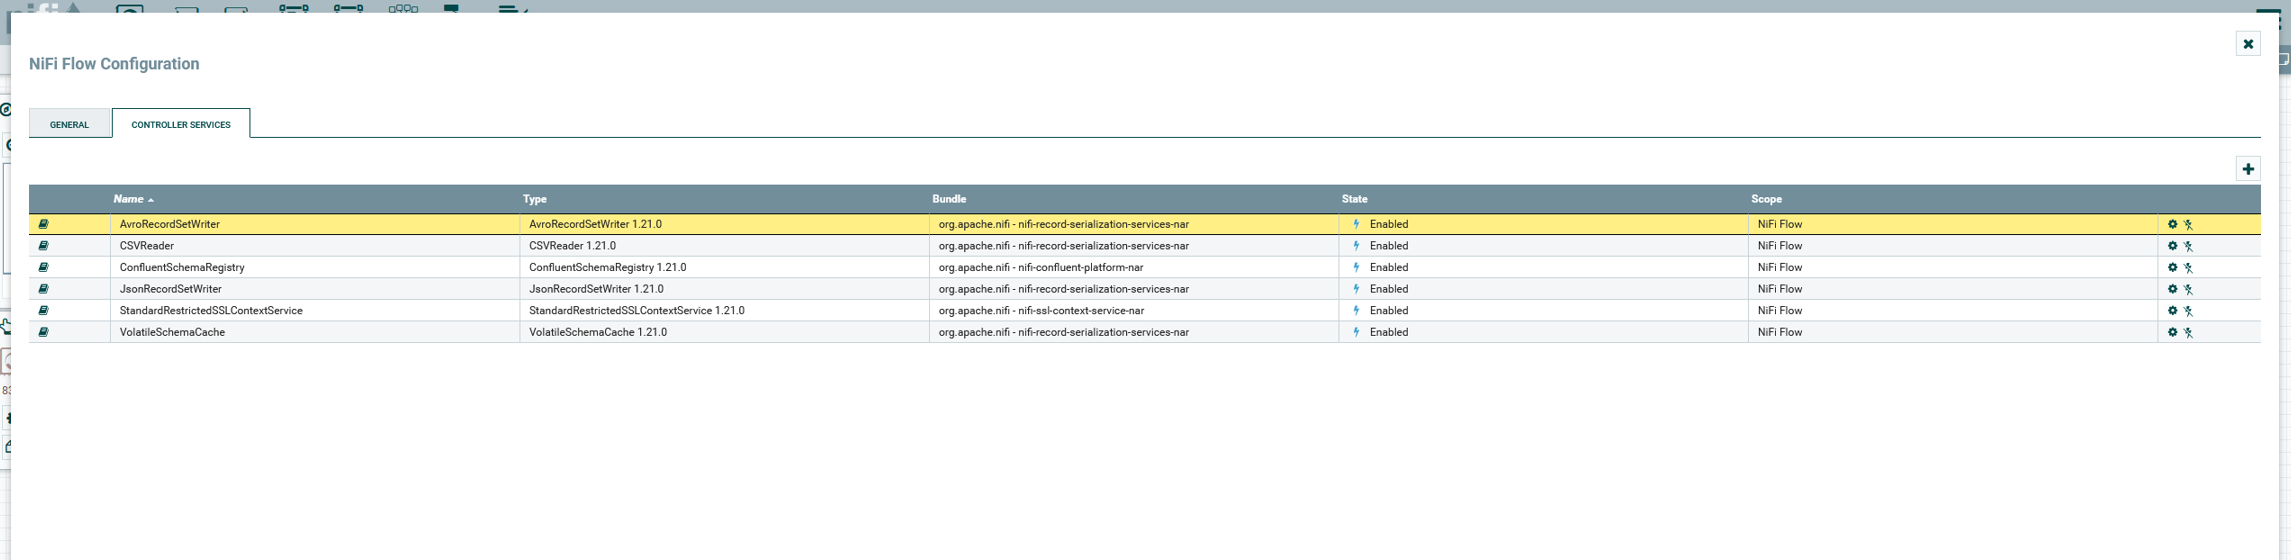 nifi
NiFi Flow Configuration
GENERAL CONTROLLER SERVICES
Name Type Bundle State Scope
AvroRecordSetWriter AvroRecordSetWriter 1.21.0 org.apache.nifi - nifi-record-serialization-services-nar Enabled NiFi Flow
CSVReader CSVReader 1.21.0 org.apache.nifi - nifi-record-serialization-services-nar Enabled NiFi Flow
ConfluentSchemaRegistry ConfluentSchemaRegistry 1.21.0 org.apache.nifi - nifi-confluent-platform-nar Enabled NiFi Flow
JsonRecordSetWriter JsonRecordSetWriter 1.21.0 org.apache.nifi - nifi-record-serialization-services-nar Enabled NiFi Flow
StandardRestrictedSSLContextService StandardRestrictedSSLContextService 1.21.0 org.apache.nifi - nifi-ssl-context-service-nar Enabled NiFi Flow
VolatileSchemaCache VolatileSchemaCache 1.21.0 org.apache.nifi - nifi-record-serialization-services-nar Enabled NiFi Flow